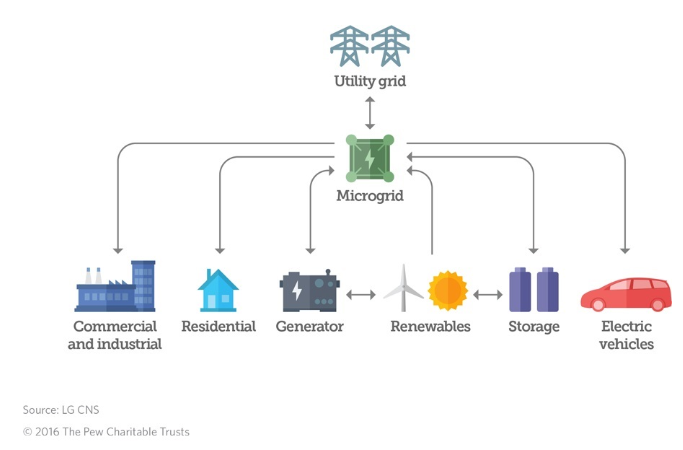 Utility grid
Microgrid
Commercial
and industrial
Residential
Generator
Renewables
Storage
Electric
vehicles
Source: LG CNS
© 2016 The Pew Charitable Trusts